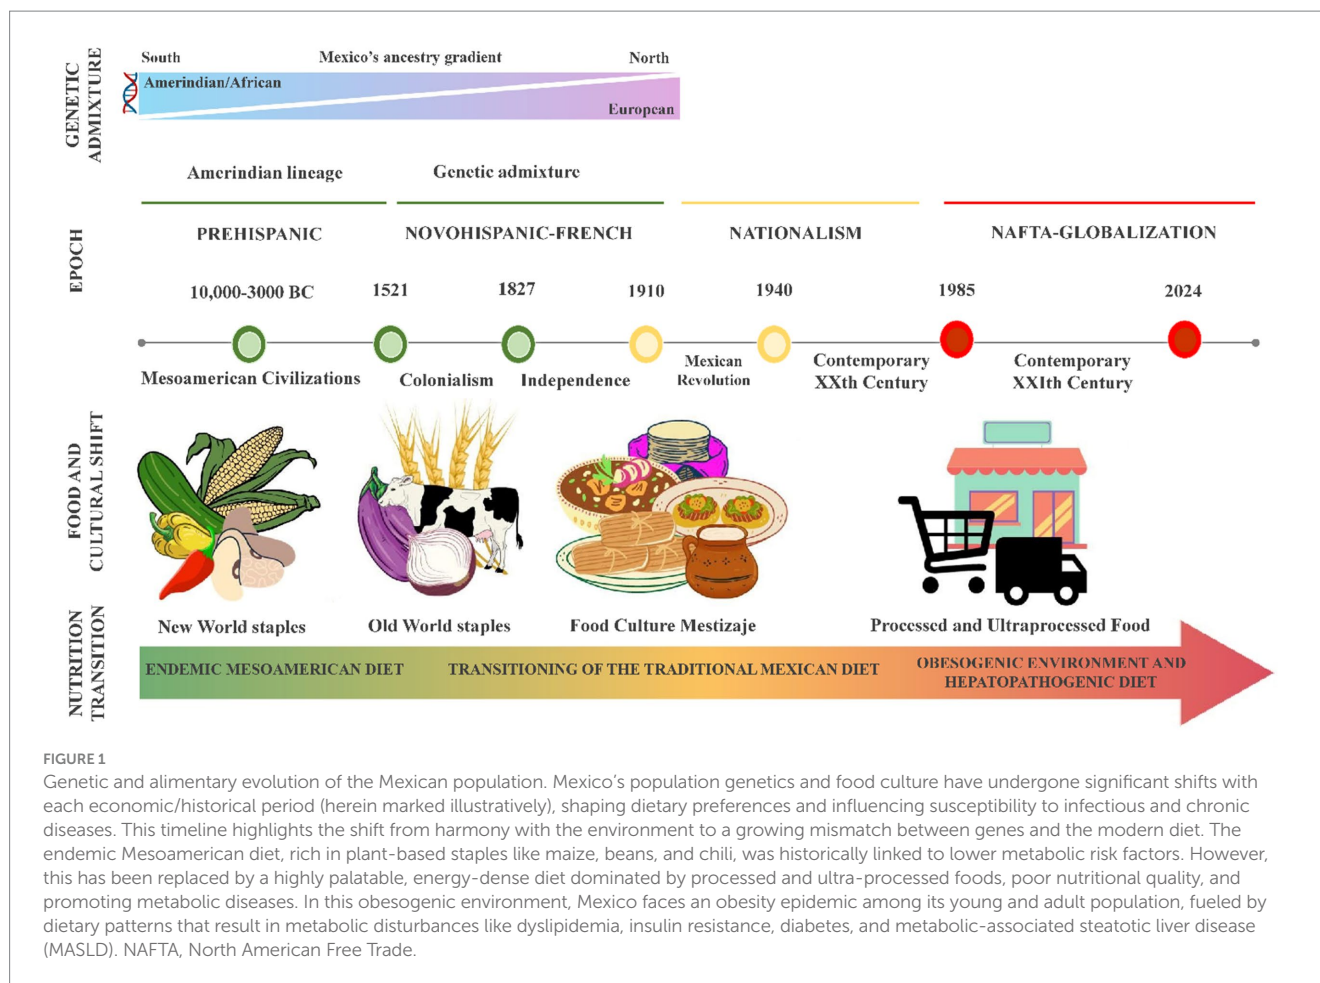 GENETIC
ADMIXTURE
South
Mexico's ancestry gradient
North
Amerindian/African
European
Amerindian lineage
Genetic admixture
EPOCH
PREHISPANIC
NOVOHISPANIC-FRENCH
NATIONALISM
NAFTA-GLOBALIZATION
10,000-3000 BC
1521
1827
1910
1940
1985
2024
Mesoamerican Civilizations
Colonialism
Independence
Mexican
Revolution
Contemporary
XXth Century
Contemporary
XXIth Century
FOOD AND
CULTURAL SHIFT
New World staples
Old World staples
Food Culture Mestizaje
Processed and Ultraprocessed Food
NUTRITION
TRANSITION
ENDEMIC MESOAMERICAN DIET
TRANSITIONING OF THE TRADITIONAL MEXICAN DIET
OBESOGENIC ENVIRONMENT AND
HEPATOPATHOGENIC DIET
FIGURE 1
Genetic and alimentary evolution of the Mexican population. Mexico's population genetics and food culture have undergone significant shifts with
each economic/historical period (herein marked illustratively), shaping dietary preferences and influencing susceptibility to infectious and chronic
diseases. This timeline highlights the shift from harmony with the environment to a growing mismatch between genes and the modern diet. The
endemic Mesoamerican diet, rich in plant-based staples like maize, beans, and chili, was historically linked to lower metabolic risk factors. However,
this has been replaced by a highly palatable, energy-dense diet dominated by processed and ultra-processed foods, poor nutritional quality, and
promoting metabolic diseases. In this obesogenic environment, Mexico faces an obesity epidemic among its young and adult population, fueled by
dietary patterns that result in metabolic disturbances like dyslipidemia, insulin resistance, diabetes, and metabolic-associated steatotic liver disease
(MASLD). NAFTA, North American Free Trade.